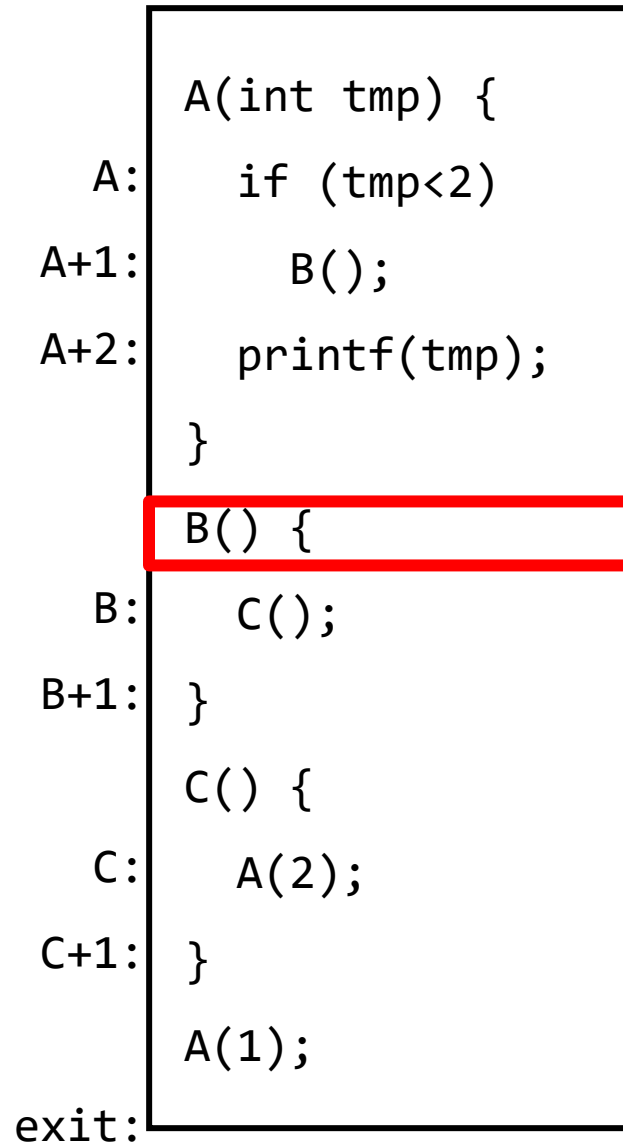 A(int tmp) {
A: if (tmp<2)
A+1: B();
A+2: printf(tmp);
}
B() {
B: C();
B+1: }
C() {
C: A(2);
C+1: }
A(1);
exit: